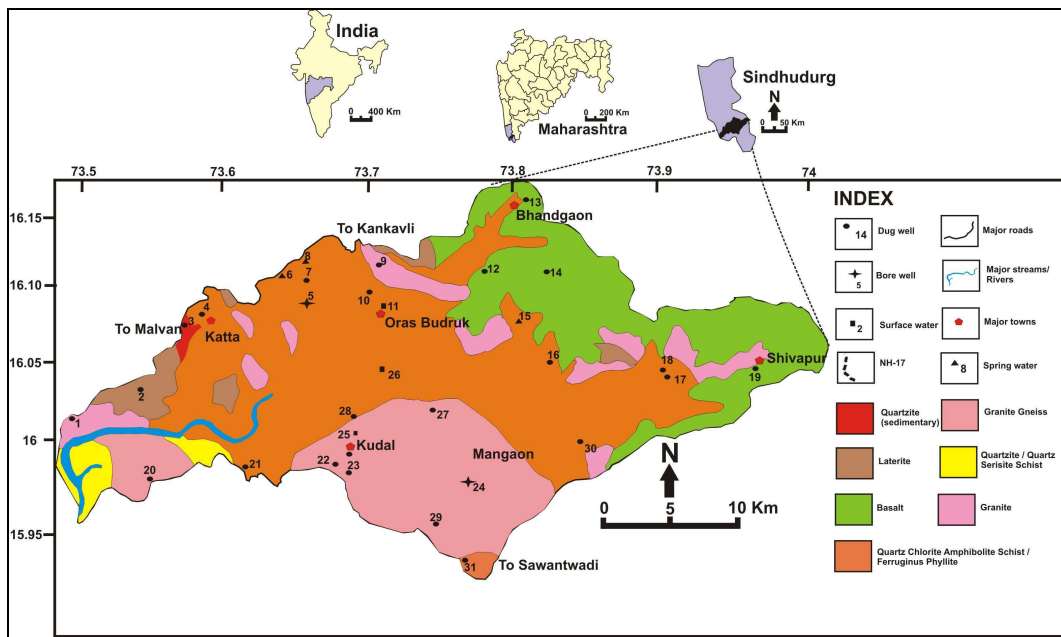 India
0 400 Km
0 200 Km
Maharashtra
Sindhudurg
N
0 50 Km
73.5
73.6
73.7
73.8
73.9
74
16.15
16.10
16.05
16
15.95
To Kankavli
Bhandgaon
13
12
14
9
8
7
6
5
10
11
Oras Budruk
4
3
To Malvan
Katta
15
16
18
17
Shivapur
19
26
2
1
28
27
25
Kudal
22
23
Mangaon
24
30
20
21
29
31
To Sawantwadi
N
0 5 10 Km
INDEX
14
Dug well
Major roads
5
Bore well
Major streams/
Rivers
2
Surface water
Major towns
NH-17
8
Spring water
Quartzite
(sedimentary)
Granite Gneiss
Laterite
Quartzite / Quartz
Serisite Schist
Basalt
Granite
Quartz Chlorite Amphibolite Schist /
Ferruginus Phyllite